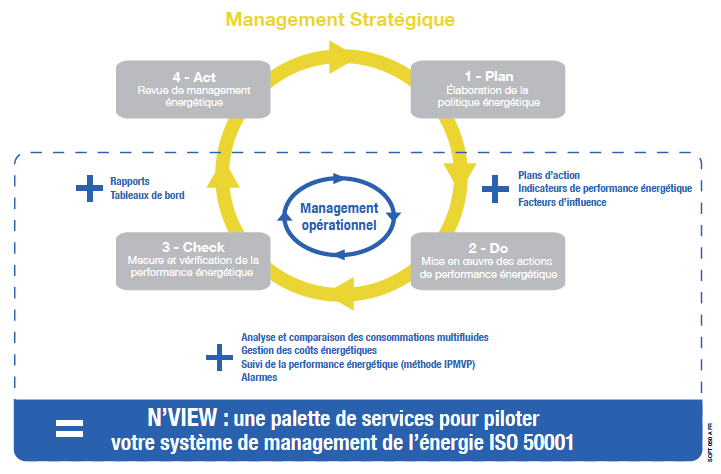 Management Stratégique
4 - Act
Revue de management
énergétique
1 - Plan
Élaboration de la
politique énergétique
Rapports
Tableaux de bord
Management
opérationnel
Plans d'action
Indicateurs de performance énergétique
Facteurs d'influence
3 - Check
Mesure et vérification de la
performance énergétique
2 - Do
Mise en œuvre des actions
de performance énergétique
Analyse et comparaison des consommations multifluides
Gestion des coûts énergétiques
Suivi de la performance énergétique (méthode IPMVP)
Alarmes
N'VIEW : une palette de services pour piloter
votre système de management de l'énergie ISO 50001